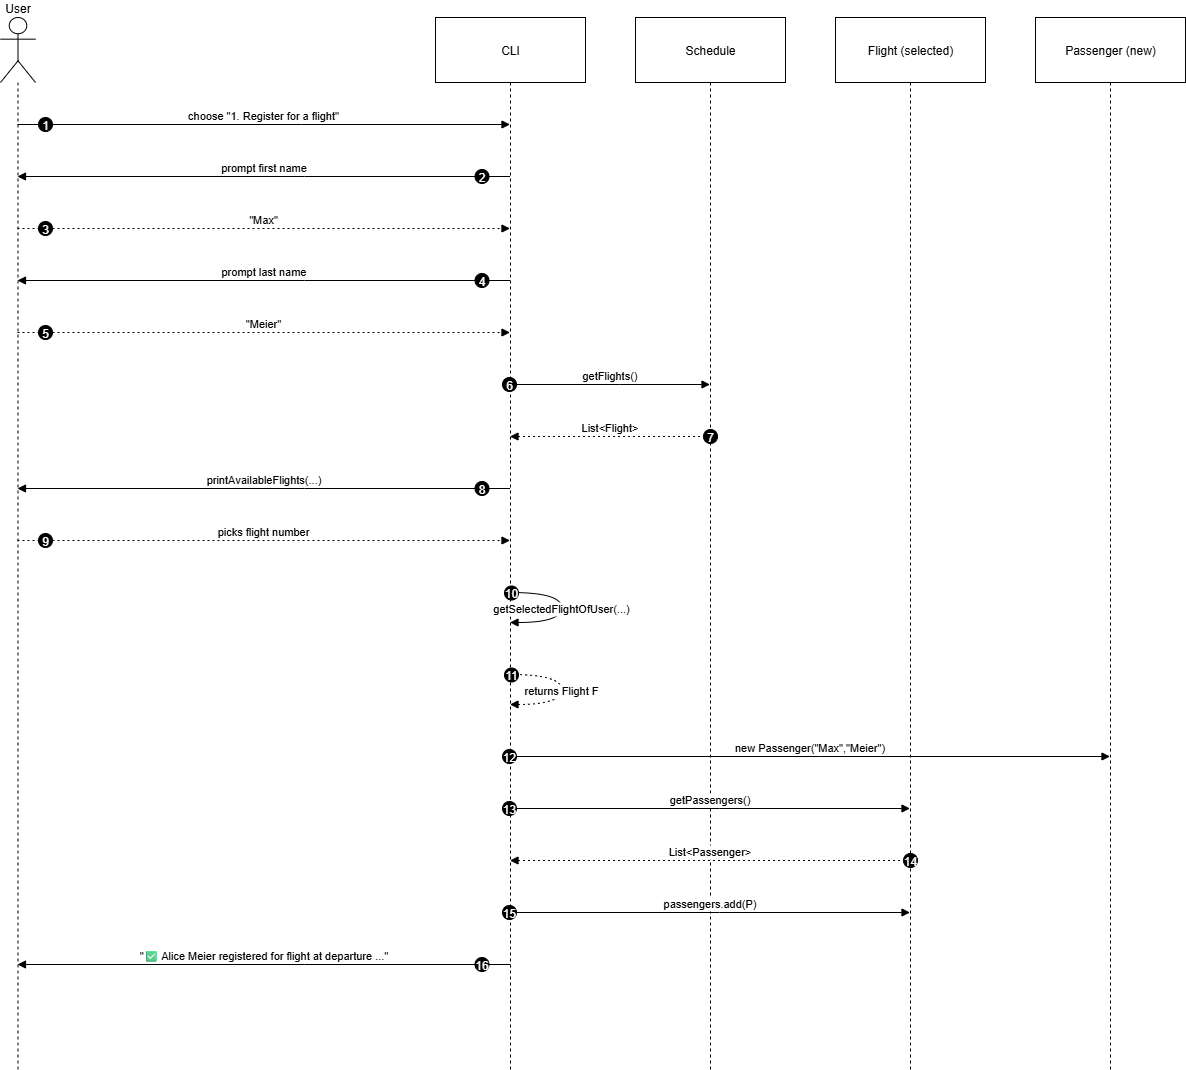 User
CLI
Schedule
Flight (selected)
Passenger (new)
choose "1. Register for a flight"
1
prompt first name
2
"Max"
3
prompt last name
4
"Meier"
5
getFlights()
6
List<Flight>
7
printAvailableFlights(...)
8
picks flight number
9
10
getSelectedFlightOfUser(...)
11
returns Flight F
new Passenger("Max","Meier")
12
getPassengers()
13
List<Passenger>
14
passengers.add(P)
15
"✅ Alice Meier registered for flight at departure ..."
16